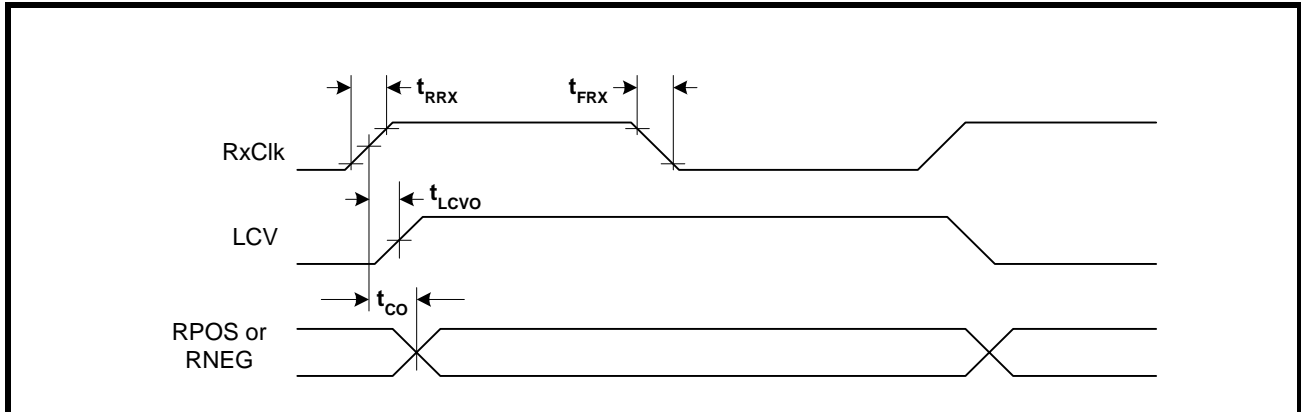 tRRX
tFRX
RxClk
tLCVO
LCV
tCO
RPOS or
RNEG